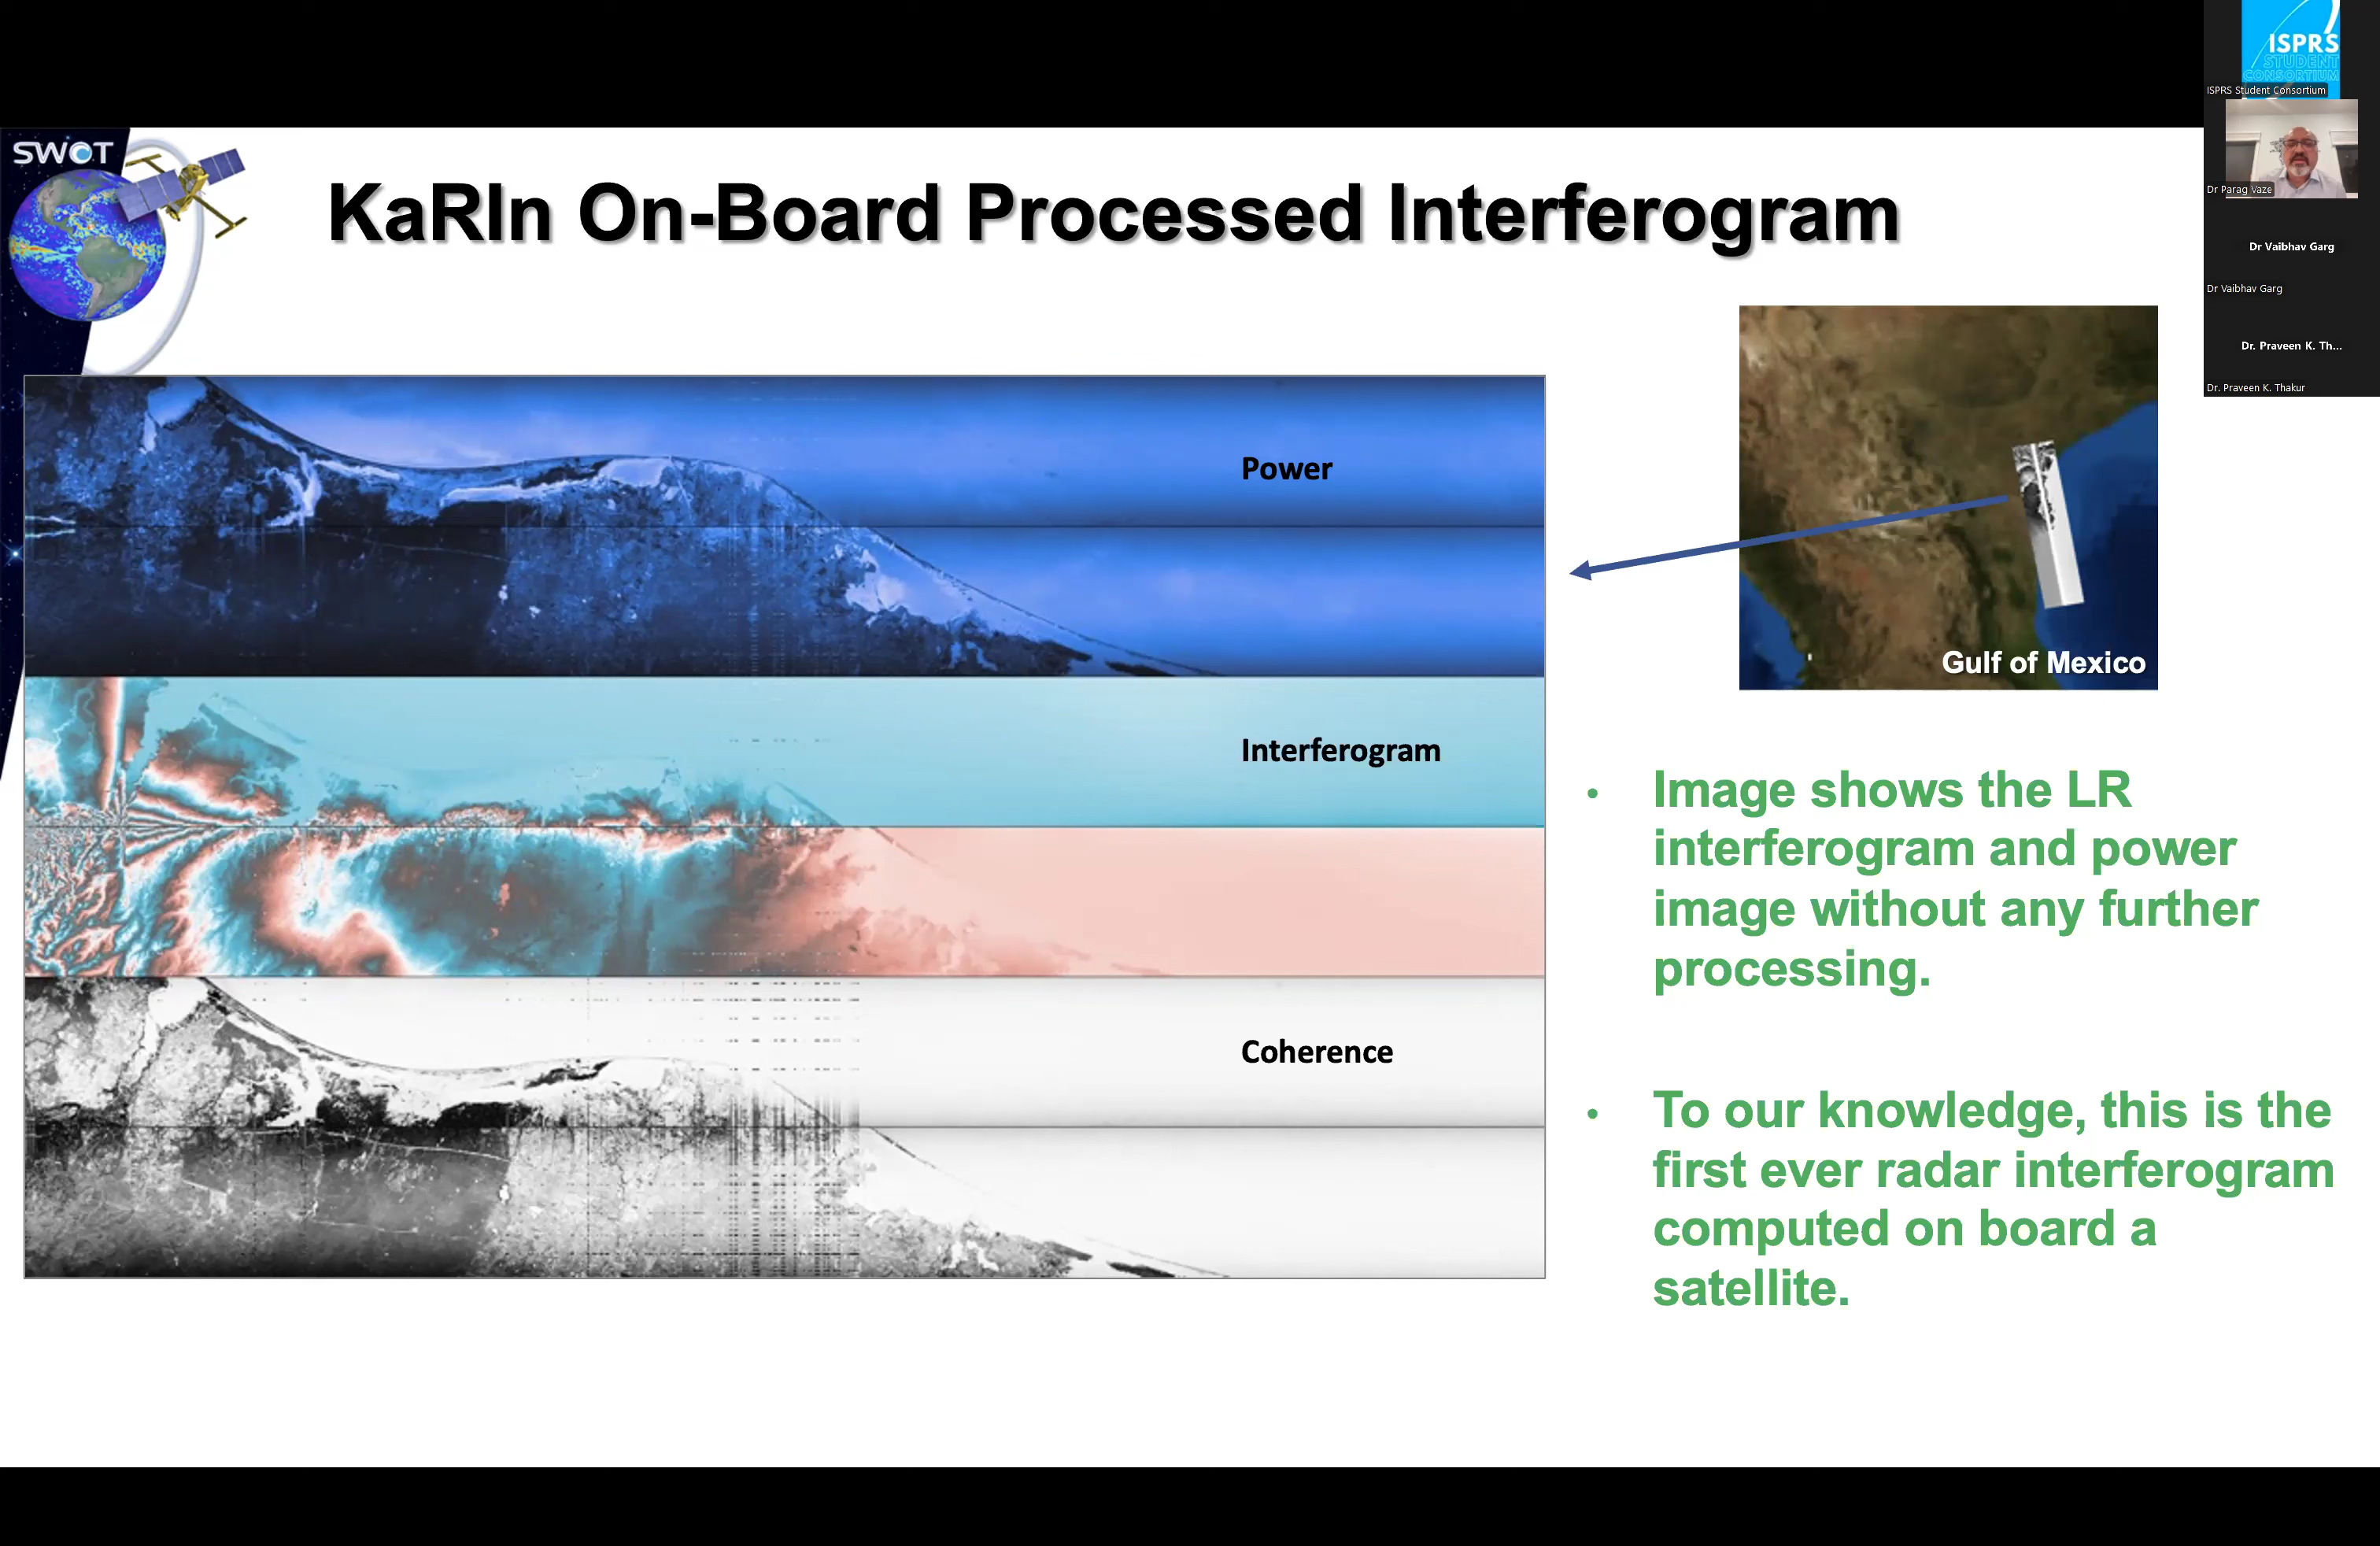 ISPRS
STUDENT
CONSORTIUM
ISPRS Student Consortium
Dr Parag Vaze
Dr Vaibhav Garg
Dr Vaibhav Garg
Dr. Praveen K. Th...
Dr. Praveen K. Thakur
SWOT
KaRIn On-Board Processed Interferogram
Power
Interferogram
Coherence
Gulf of Mexico
• Image shows the LR
interferogram and power
image without any further
processing.
• To our knowledge, this is the
first ever radar interferogram
computed on board a
satellite.